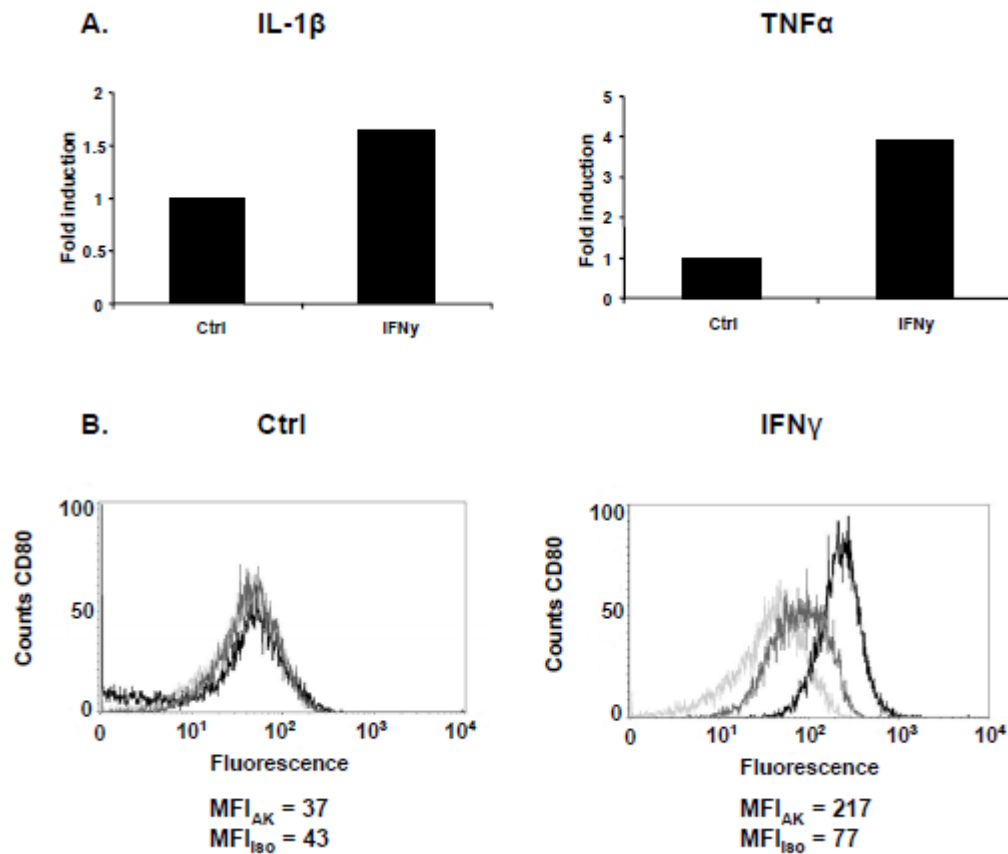 A. IL-1β TNFα
Fold induction
2
1.5
1
0.5
0
Ctrl IFNy
Fold induction
5
4
3
2
1
0
Ctrl IFNy
B. Ctrl IFNγ
Counts CD80
100
50
0
0 10¹ 10² 10³ 10⁴
Fluorescence
MFI_AK = 37
MFI_Iso = 43
Counts CD80
100
50
0
0 10¹ 10² 10³ 10⁴
Fluorescence
MFI_AK = 217
MFI_Iso = 77